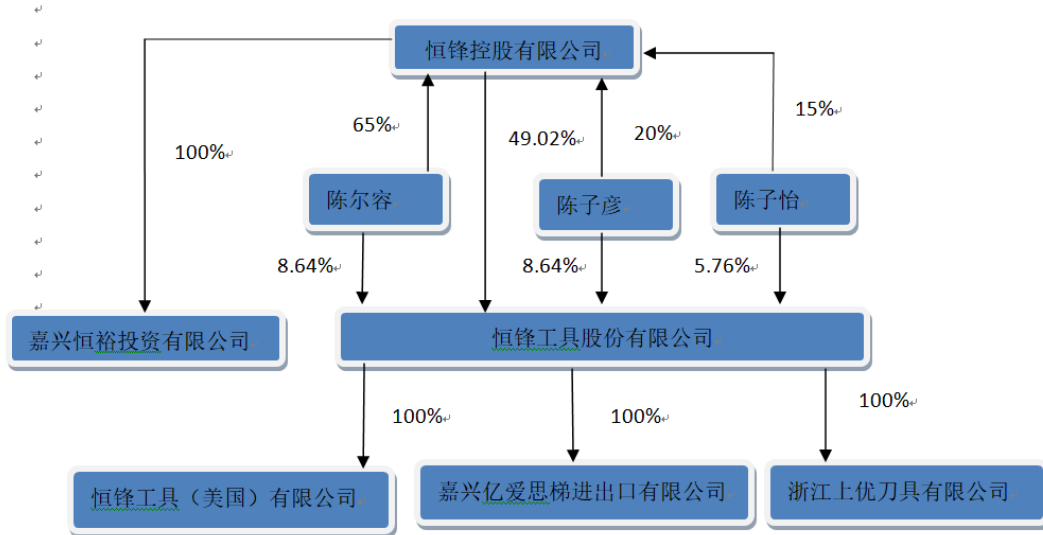 恒锋控股有限公司
65%
15%
100%
49.02%
20%
陈尔容
陈子彦
陈子怡
8.64%
8.64%
5.76%
嘉兴恒裕投资有限公司
恒锋工具股份有限公司
100%
100%
100%
恒锋工具（美国）有限公司
嘉兴亿爱思梯进出口有限公司
浙江上优刀具有限公司